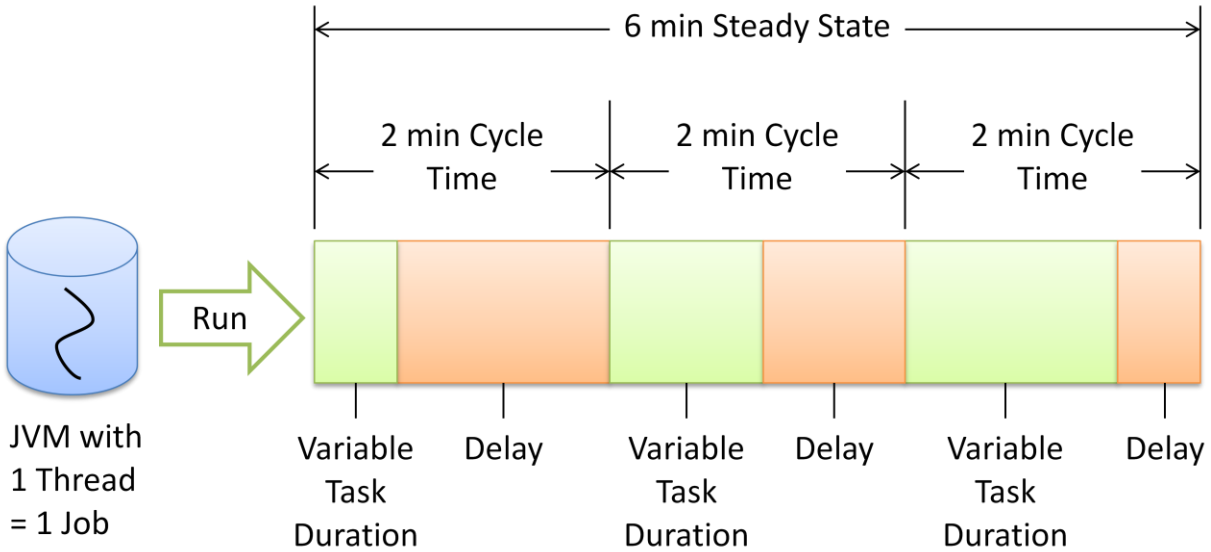 6 min Steady State
2 min Cycle
Time
2 min Cycle
Time
2 min Cycle
Time
Run
JVM with
1 Thread
= 1 Job
Variable
Task
Duration
Delay
Variable
Task
Duration
Delay
Variable
Task
Duration
Delay